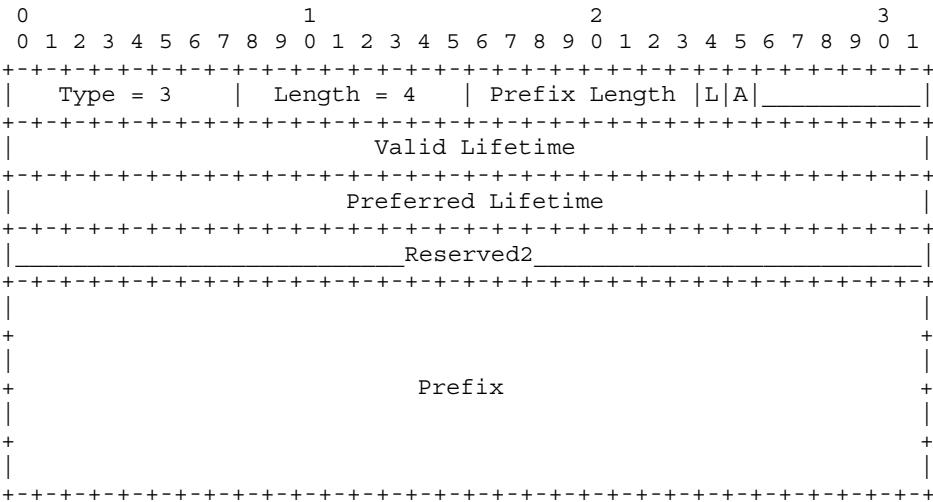 0                   1                   2                   3
0 1 2 3 4 5 6 7 8 9 0 1 2 3 4 5 6 7 8 9 0 1 2 3 4 5 6 7 8 9 0 1
+-+-+-+-+-+-+-+-+-+-+-+-+-+-+-+-+-+-+-+-+-+-+-+-+-+-+-+-+-+-+-+-+
|   Type = 3    |  Length = 4   | Prefix Length |L|A|___________|
+-+-+-+-+-+-+-+-+-+-+-+-+-+-+-+-+-+-+-+-+-+-+-+-+-+-+-+-+-+-+-+-+
|                         Valid Lifetime                        |
+-+-+-+-+-+-+-+-+-+-+-+-+-+-+-+-+-+-+-+-+-+-+-+-+-+-+-+-+-+-+-+-+
|                       Preferred Lifetime                      |
+-+-+-+-+-+-+-+-+-+-+-+-+-+-+-+-+-+-+-+-+-+-+-+-+-+-+-+-+-+-+-+-+
|___________________________Reserved2___________________________|
+-+-+-+-+-+-+-+-+-+-+-+-+-+-+-+-+-+-+-+-+-+-+-+-+-+-+-+-+-+-+-+-+
|                                                               |
+                                                               +
|                                                               |
+                            Prefix                             +
|                                                               |
+                                                               +
|                                                               |
+-+-+-+-+-+-+-+-+-+-+-+-+-+-+-+-+-+-+-+-+-+-+-+-+-+-+-+-+-+-+-+-+